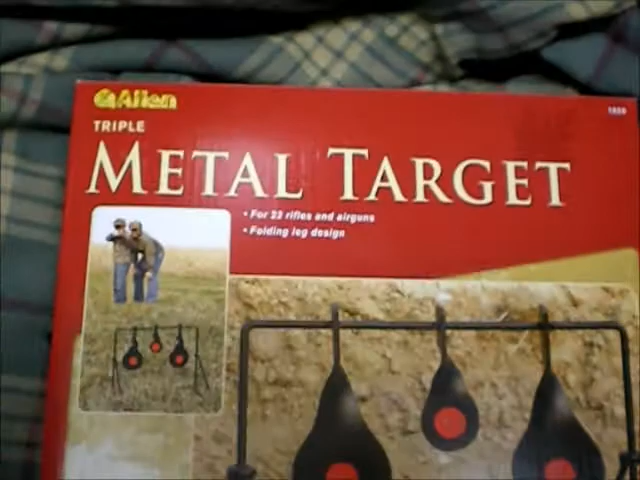 Allen
TRIPLE
METAL TARGET
• For 22 rifles and airguns
• Folding leg design